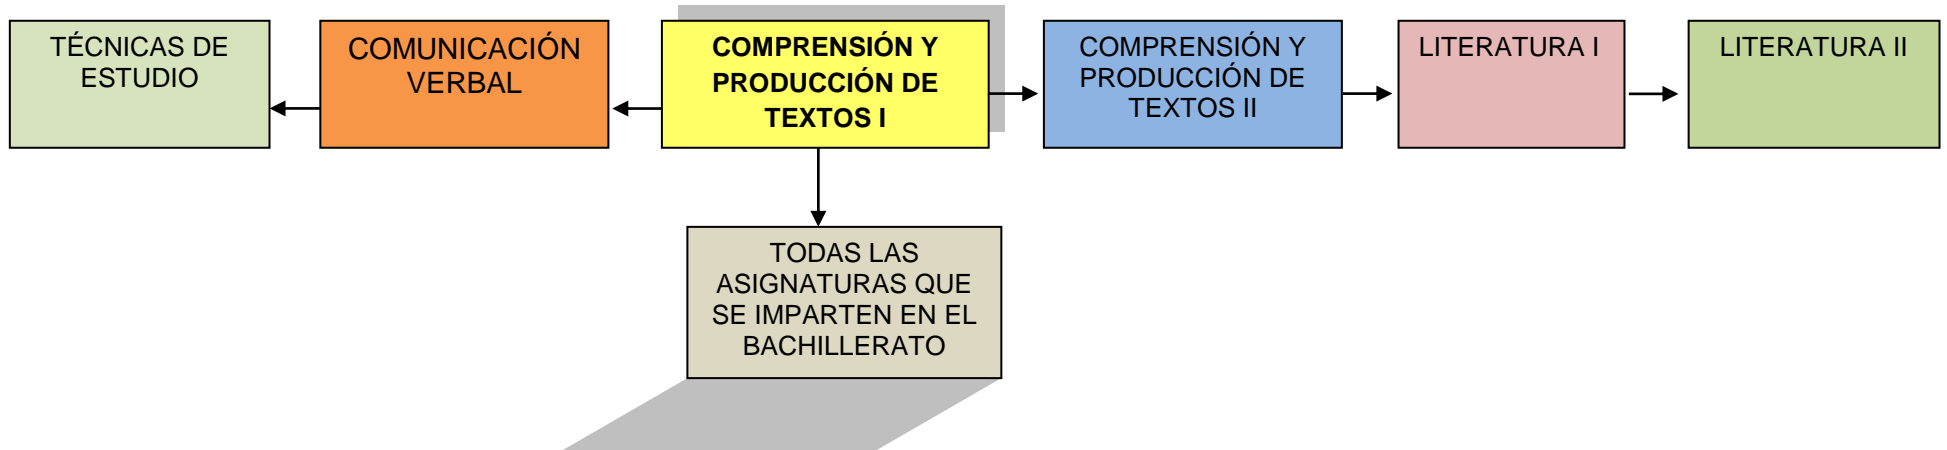 TÉCNICAS DE
ESTUDIO
COMUNICACIÓN
VERBAL
COMPRENSIÓN Y
PRODUCCIÓN DE
TEXTOS I
COMPRENSIÓN Y
PRODUCCIÓN DE
TEXTOS II
LITERATURA I
LITERATURA II
TODAS LAS
ASIGNATURAS QUE
SE IMPARTEN EN EL
BACHILLERATO